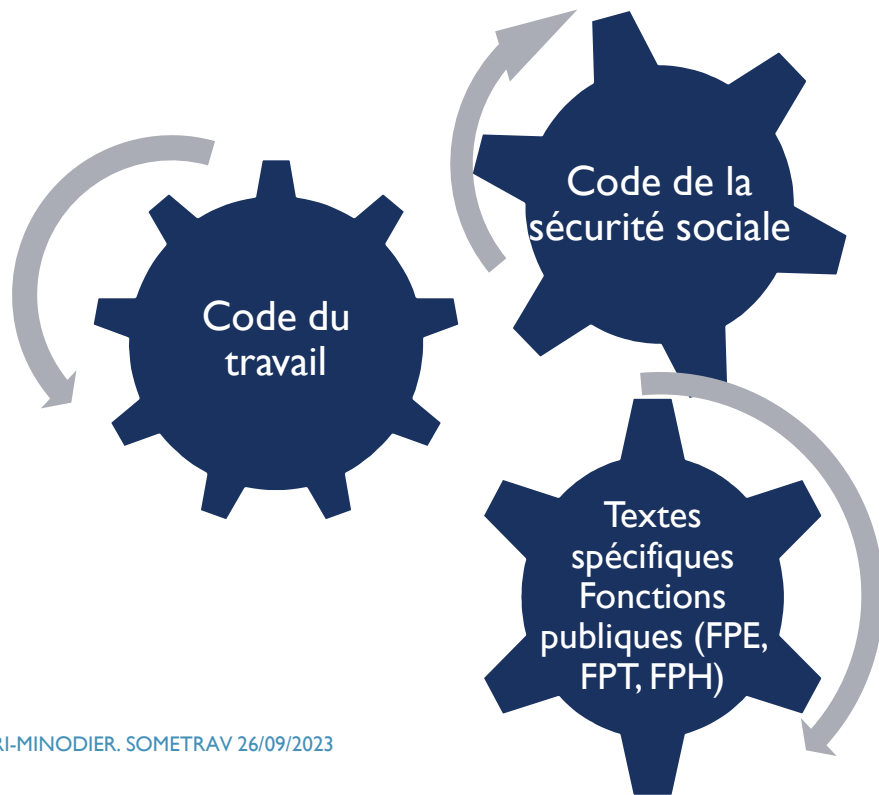 Code de la
sécurité sociale
Code du
travail
Textes
spécifiques
Fonctions
publiques (FPE,
FPT, FPH)
RI-MINODIER. SOMETRAV 26/09/2023